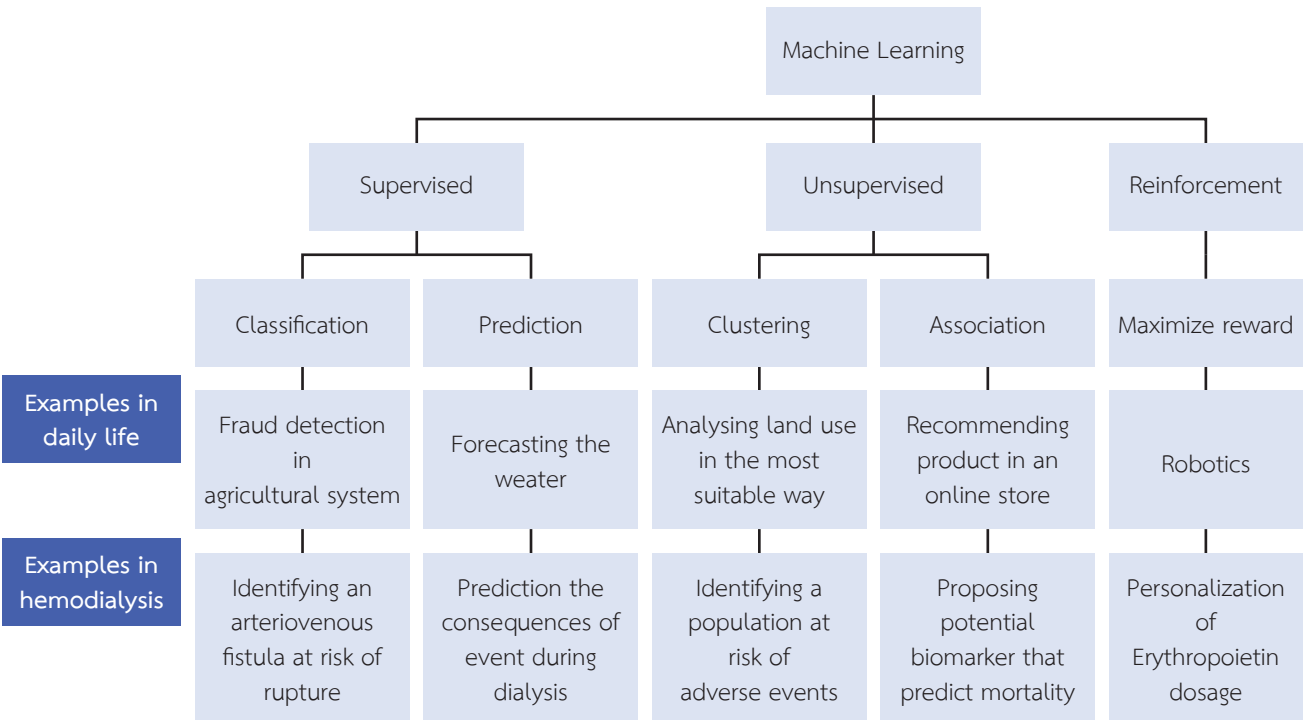 Machine Learning
Supervised
Unsupervised
Reinforcement
Classification
Prediction
Clustering
Association
Maximize reward
Examples in
daily life
Fraud detection
in
agricultural system
Forecasting the
weater
Analysing land use
in the most
suitable way
Recommending
product in an
online store
Robotics
Examples in
hemodialysis
Identifying an
arteriovenous
fistula at risk of
rupture
Prediction the
consequences of
event during
dialysis
Identifying a
population at
risk of
adverse events
Proposing
potential
biomarker that
predict mortality
Personalization
of
Erythropoietin
dosage